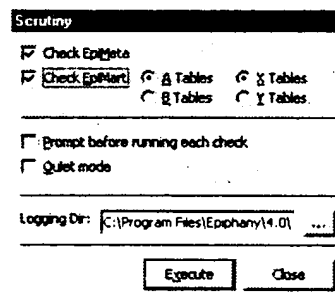 Scrutiny
Check EpiMeta
Check EpiMart A Tables X Tables
B Tables Y Tables
Prompt before running each check
Quiet mode
Logging Dir: C:\Program Files\Epiphany\4.0\ ...
Execute Close